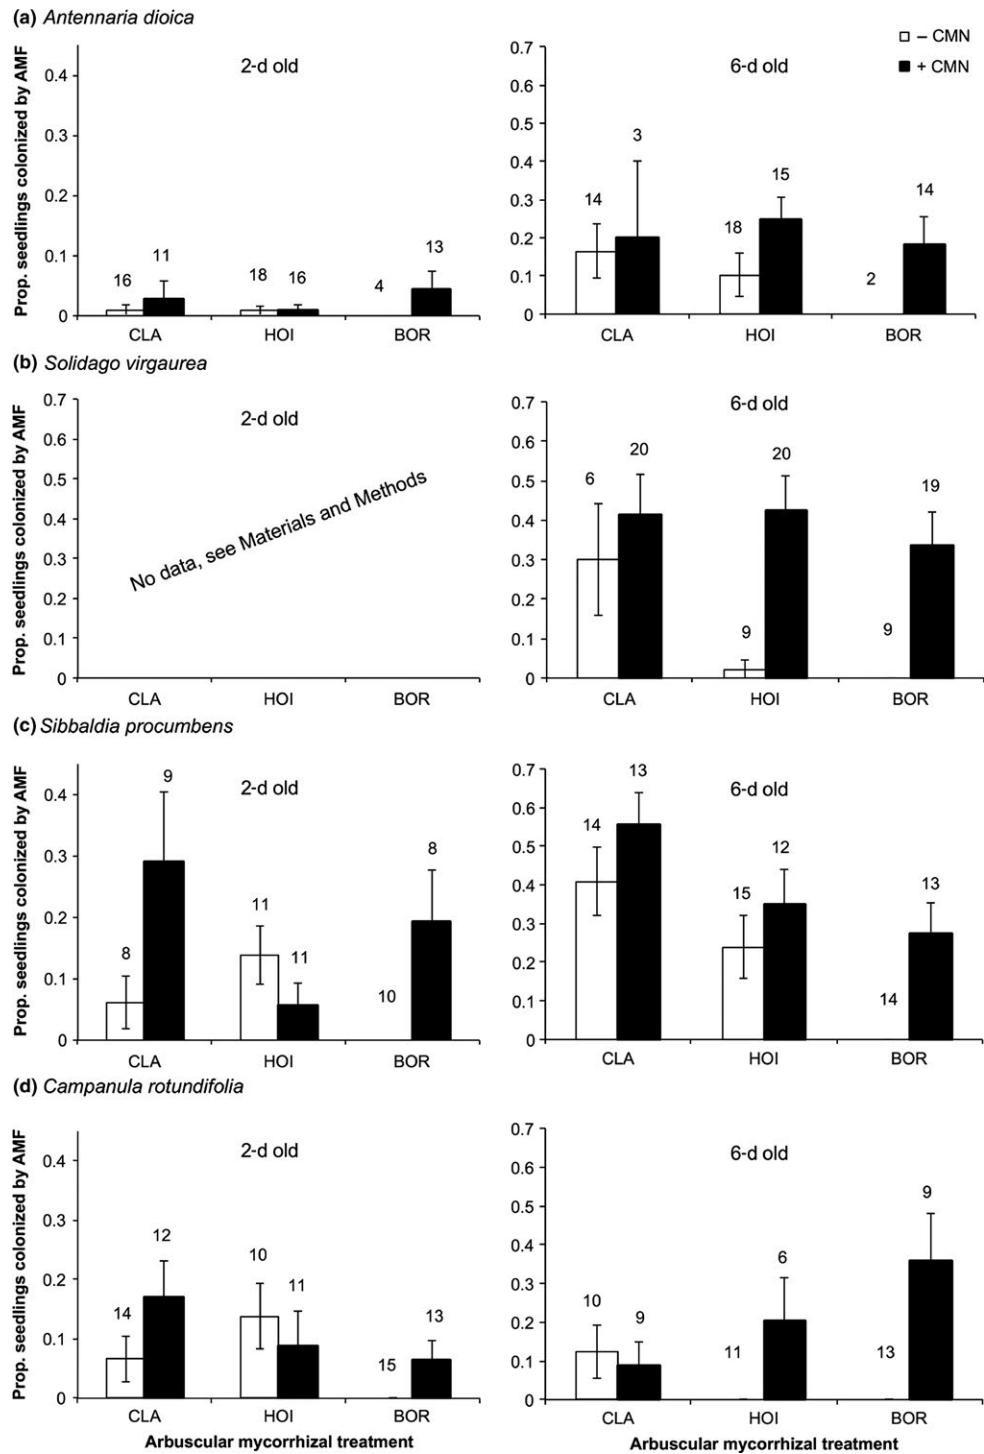 (a) Antennaria dioica
Prop. seedlings colonized by AMF
0.4
0.3
0.2
0.1
0
2-d old
16
11
18
16
4
13
CLA
HOI
BOR
0.7
0.6
0.5
0.4
0.3
0.2
0.1
0
6-d old
– CMN
+ CMN
14
3
18
15
2
14
CLA
HOI
BOR
(b) Solidago virgaurea
Prop. seedlings colonized by AMF
0.7
0.6
0.5
0.4
0.3
0.2
0.1
0
2-d old
No data, see Materials and Methods
CLA
HOI
BOR
0.7
0.6
0.5
0.4
0.3
0.2
0.1
0
6-d old
6
20
9
20
9
19
CLA
HOI
BOR
(c) Sibbaldia procumbens
Prop. seedlings colonized by AMF
0.4
0.3
0.2
0.1
0
2-d old
8
9
11
11
10
8
CLA
HOI
BOR
0.7
0.6
0.5
0.4
0.3
0.2
0.1
0
6-d old
14
13
15
12
14
13
CLA
HOI
BOR
(d) Campanula rotundifolia
Prop. seedlings colonized by AMF
0.4
0.3
0.2
0.1
0
2-d old
14
12
10
11
15
13
CLA
HOI
BOR
Arbuscular mycorrhizal treatment
0.7
0.6
0.5
0.4
0.3
0.2
0.1
0
6-d old
10
9
11
6
13
9
CLA
HOI
BOR
Arbuscular mycorrhizal treatment